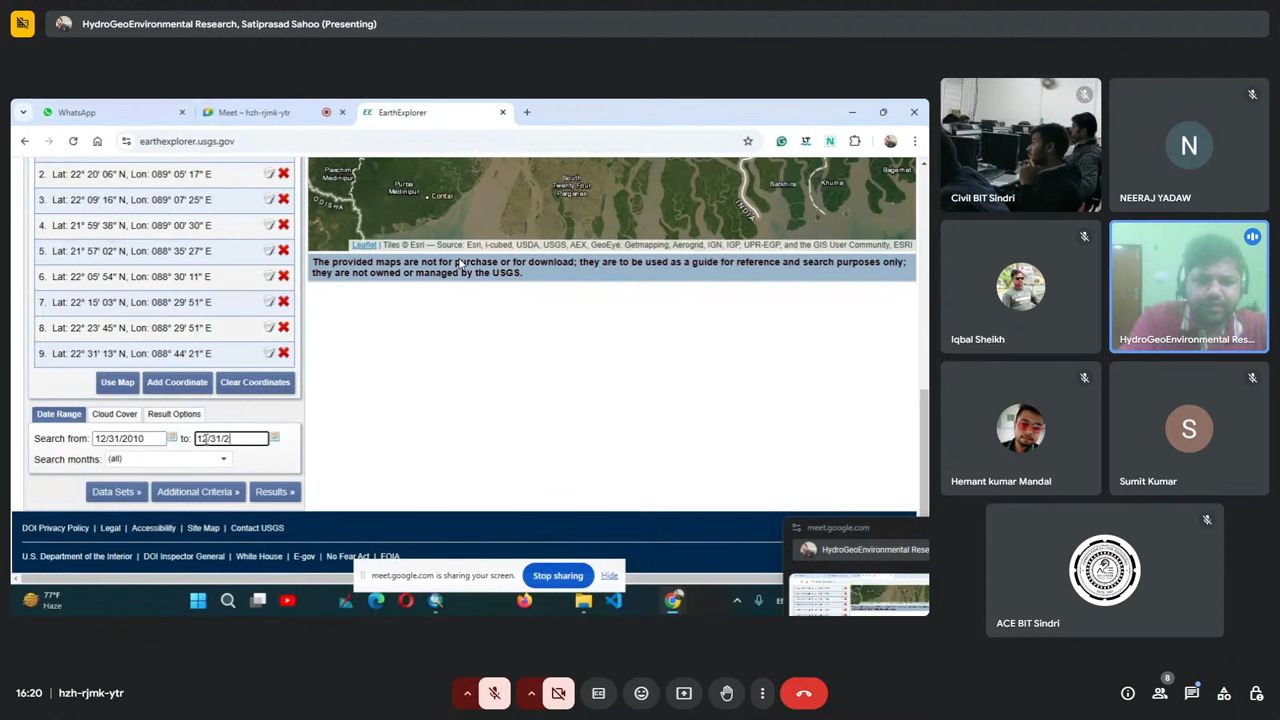 HydroGeoEnvironmental Research, Satiprasad Sahoo (Presenting)
WhatsApp
Meet – hzh-rjmk-ytr
EE EarthExplorer
earthexplorer.usgs.gov
2. Lat: 22° 20' 06" N, Lon: 089° 05' 17" E
3. Lat: 22° 09' 16" N, Lon: 089° 07' 25" E
4. Lat: 21° 59' 38" N, Lon: 089° 00' 30" E
5. Lat: 21° 57' 02" N, Lon: 088° 35' 27" E
6. Lat: 22° 05' 54" N, Lon: 088° 30' 11" E
7. Lat: 22° 15' 03" N, Lon: 088° 29' 51" E
8. Lat: 22° 23' 45" N, Lon: 088° 29' 51" E
9. Lat: 22° 31' 13" N, Lon: 088° 44' 21" E
Use Map Add Coordinate Clear Coordinates
Date Range Cloud Cover Result Options
Search from: 12/31/2010 to: 12/31/2
Search months: (all)
Data Sets » Additional Criteria » Results »
Paschim
Medinipur
Purba
Medinipur
Contai
ODISHA
South
Twenty Four
Parganas
INDIA
Satkhira
Khulna
Bagerhat
Leaflet | Tiles © Esri — Source: Esri, i-cubed, USDA, USGS, AEX, GeoEye, Getmapping, Aerogrid, IGN, IGP, UPR-EGP, and the GIS User Community, ESRI
The provided maps are not for purchase or for download; they are to be used as a guide for reference and search purposes only;
they are not owned or managed by the USGS.
DOI Privacy Policy | Legal | Accessibility | Site Map | Contact USGS
U.S. Department of the Interior | DOI Inspector General | White House | E-gov | No Fear Act | FOIA
meet.google.com is sharing your screen. Stop sharing Hide
meet.google.com
HydroGeoEnvironmental Rese
77°F
Haze
Civil BIT Sindri
N
NEERAJ YADAW
Iqbal Sheikh
HydroGeoEnvironmental Res...
Hemant kumar Mandal
S
Sumit Kumar
ACE BIT Sindri
16:20 hzh-rjmk-ytr
8